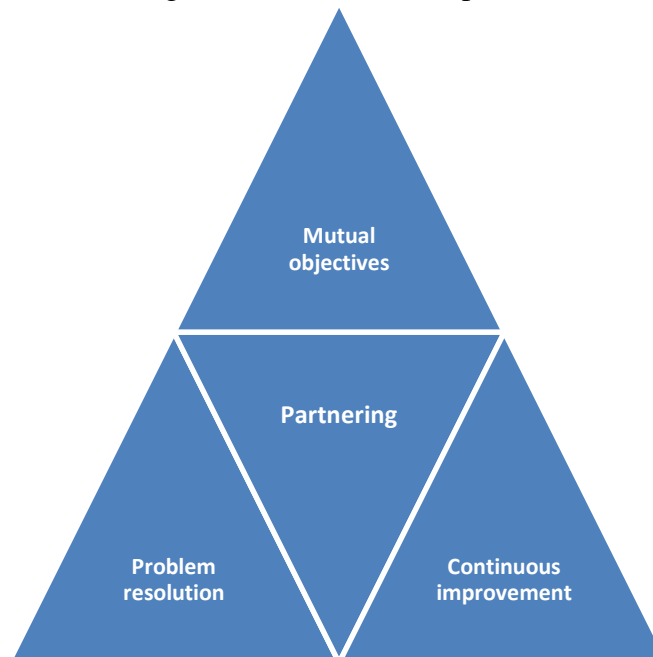 Mutual
objectives
Partnering
Problem
resolution
Continuous
improvement